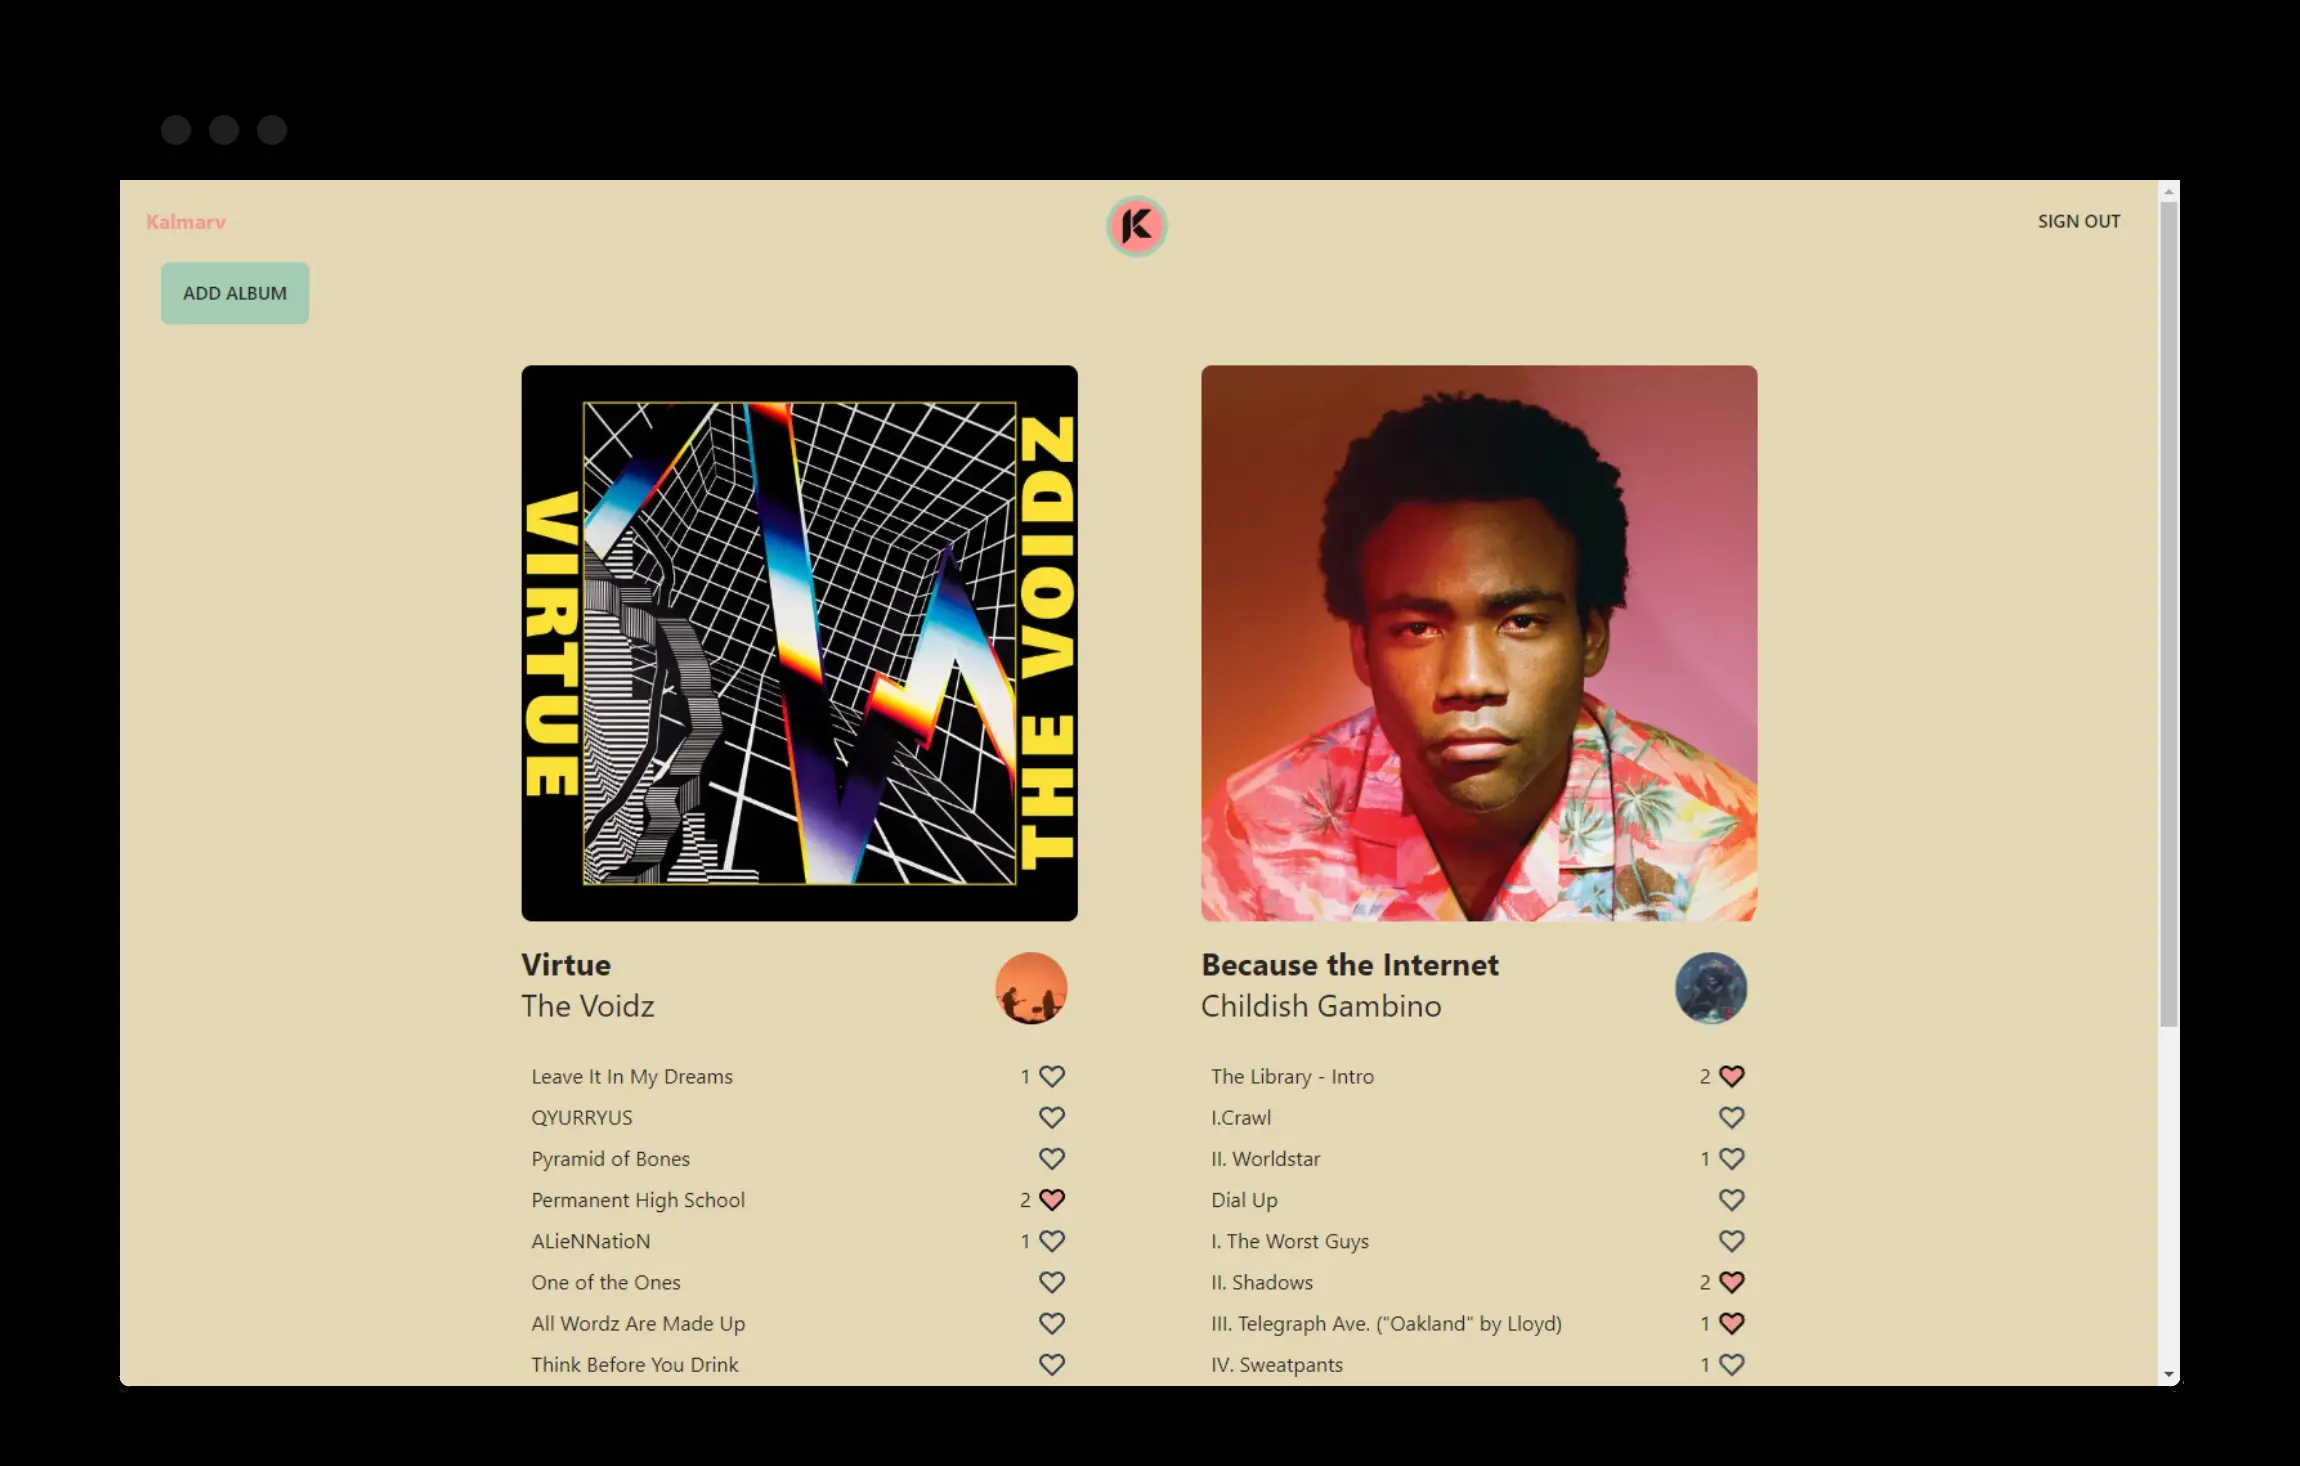 Kalmarv
K
SIGN OUT
ADD ALBUM
VIRTUE
THE VOIDZ
Virtue
The Voidz
Leave It In My Dreams 1
QYURRYUS
Pyramid of Bones
Permanent High School 2
ALieNNatioN 1
One of the Ones
All Wordz Are Made Up
Think Before You Drink
Because the Internet
Childish Gambino
The Library - Intro 2
I.Crawl
II. Worldstar 1
Dial Up
I. The Worst Guys
II. Shadows 2
III. Telegraph Ave. ("Oakland" by Lloyd) 1
IV. Sweatpants 1